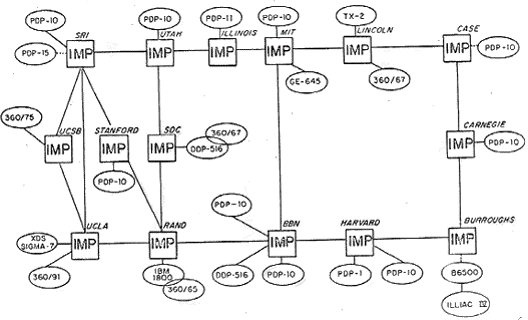 PDP-10
PDP-15
SRI
IMP
PDP-10
UTAH
IMP
PDP-11
ILLINOIS
IMP
PDP-10
MIT
IMP
GE-645
TX-2
LINCOLN
IMP
360/67
CASE
IMP
PDP-10
360/75
UCSB
IMP
STANFORD
IMP
PDP-10
SDC
IMP
360/67
DDP-516
CARNEGIE
IMP
PDP-10
XDS
SIGMA-7
UCLA
IMP
360/91
RAND
IMP
IBM
1800
360/65
PDP-10
BBN
IMP
DDP-516
PDP-10
HARVARD
IMP
PDP-1
PDP-10
BURROUGHS
IMP
B6500
ILLIAC IV